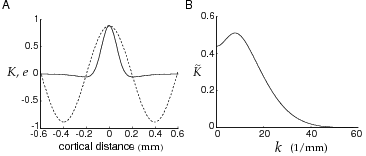 A
B
1
0.5
K, e 0
-0.5
-1
-0.6 -0.4 -0.2 0 0.2 0.4 0.6
cortical distance (mm)
0.6
0.4
K̃
0.2
0
0 20 40 60
k (1/mm)